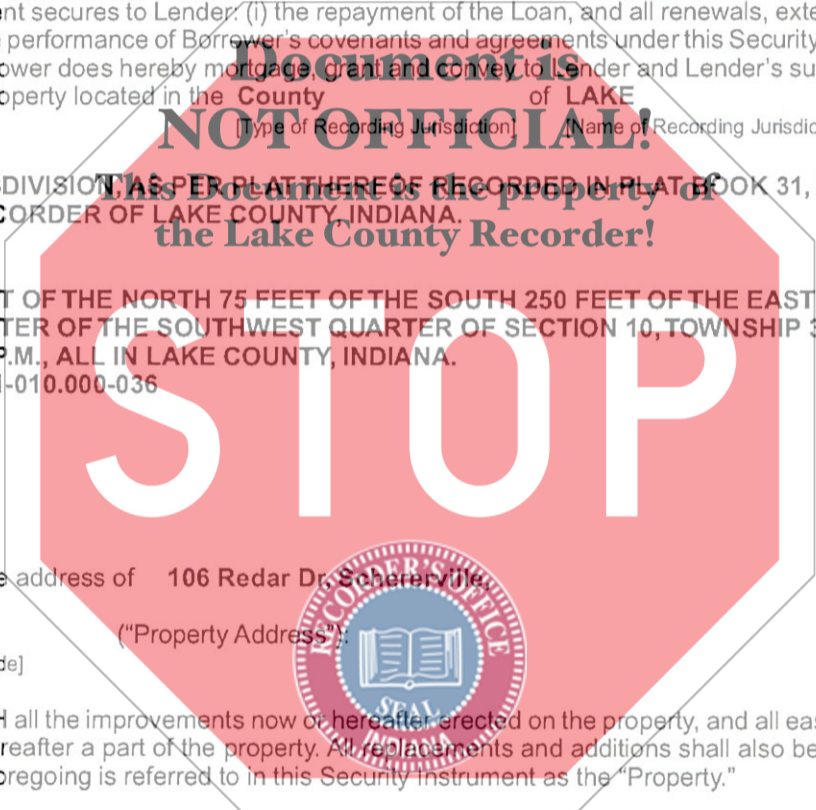 nt secures to Lender: (i) the repayment of the Loan, and all renewals, exte
e performance of Borrower's covenants and agreements under this Security
ower does hereby mortgage, grant and convey to Lender and Lender's su
operty located in the County of LAKE
[Type of Recording Jurisdiction] [Name of Recording Jurisdic
Document is
NOT OFFICIAL!
This Document is the property of
the Lake County Recorder!
DIVISION, AS PER PLAT THEREOF RECORDED IN PLAT BOOK 31,
CORDER OF LAKE COUNTY, INDIANA.
T OF THE NORTH 75 FEET OF THE SOUTH 250 FEET OF THE EAST
TER OF THE SOUTHWEST QUARTER OF SECTION 10, TOWNSHIP 3
P.M., ALL IN LAKE COUNTY, INDIANA.
-010.000-036
STOP
e address of 106 Redar Dr, Schererville,
("Property Address"):
de]
RECORDER'S OFFICE
SEAL
INDIANA
all the improvements now or hereafter erected on the property, and all eas
reafter a part of the property. All replacements and additions shall also be
oregoing is referred to in this Security Instrument as the "Property."